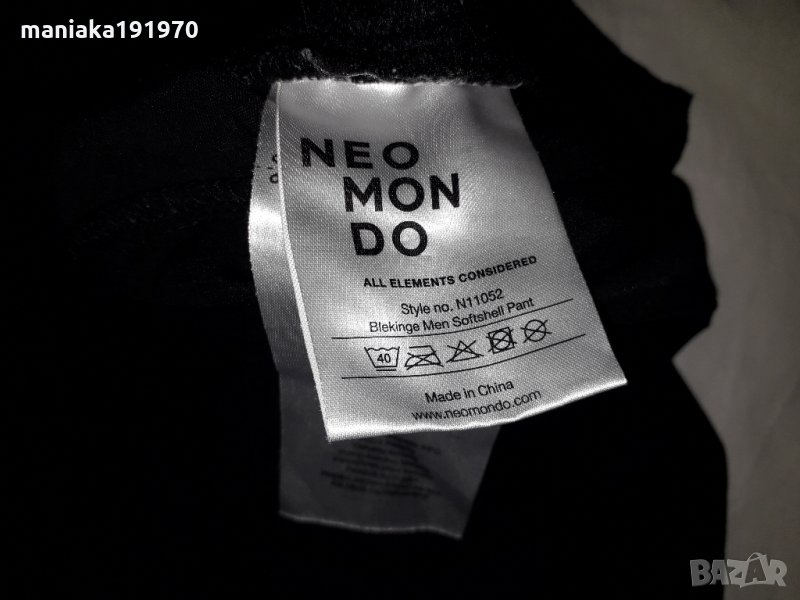 maniaka191970
NEO
MON
DO
ALL ELEMENTS CONSIDERED
Style no. N11052
Blekinge Men Softshell Pant
40
Made in China
www.neomondo.com
BAZAR